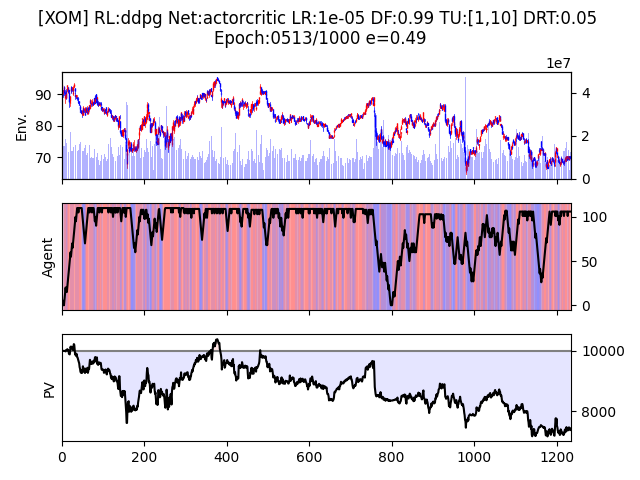 [XOM] RL:ddpg Net:actorcritic LR:1e-05 DF:0.99 TU:[1,10] DRT:0.05
Epoch:0513/1000 e=0.49
1e7
Env.
90
80
70
4
2
0
Agent
100
50
0
PV
10000
8000
0 200 400 600 800 1000 1200